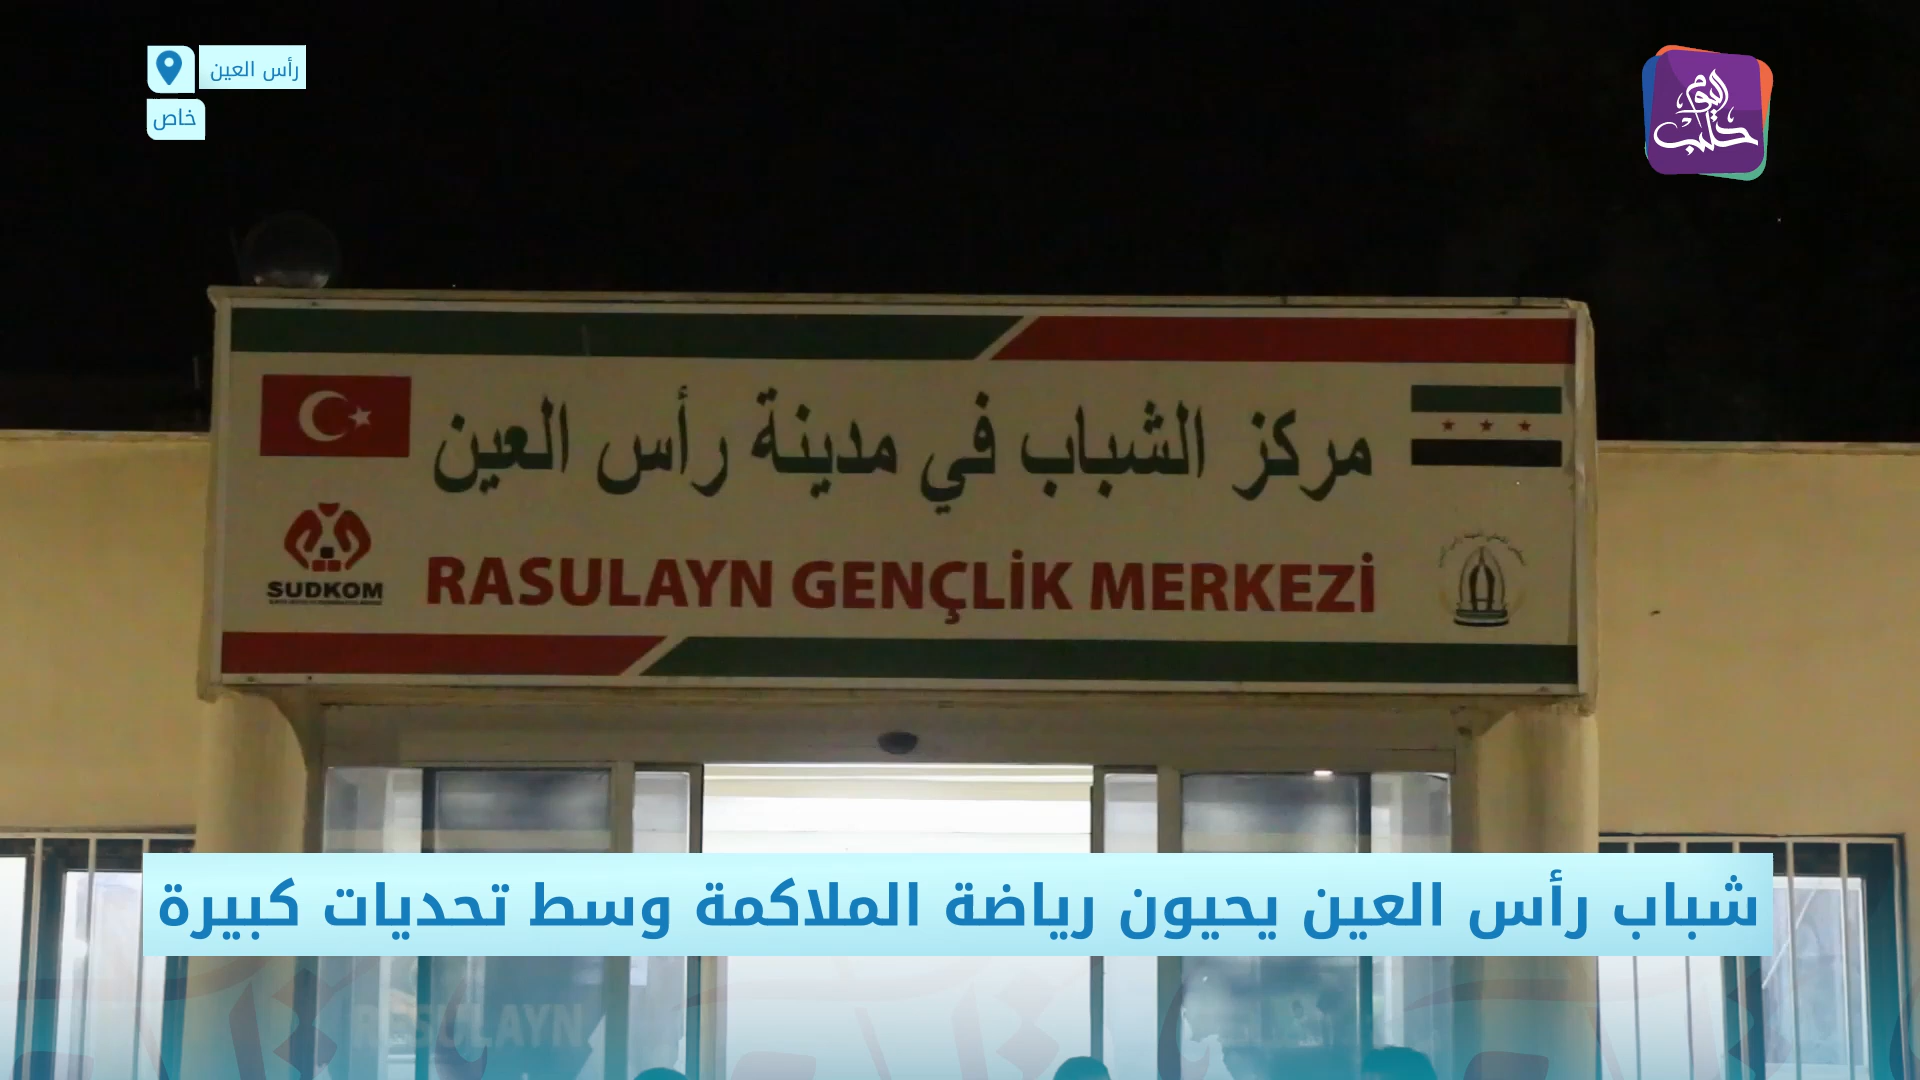 رأس العين
خاص
حلب اليوم
مركز الشباب في مدينة رأس العين
RASULAYN GENÇLİK MERKEZİ
SUDKOM
شباب رأس العين يحيون رياضة الملاكمة وسط تحديات كبيرة
RASULAYN